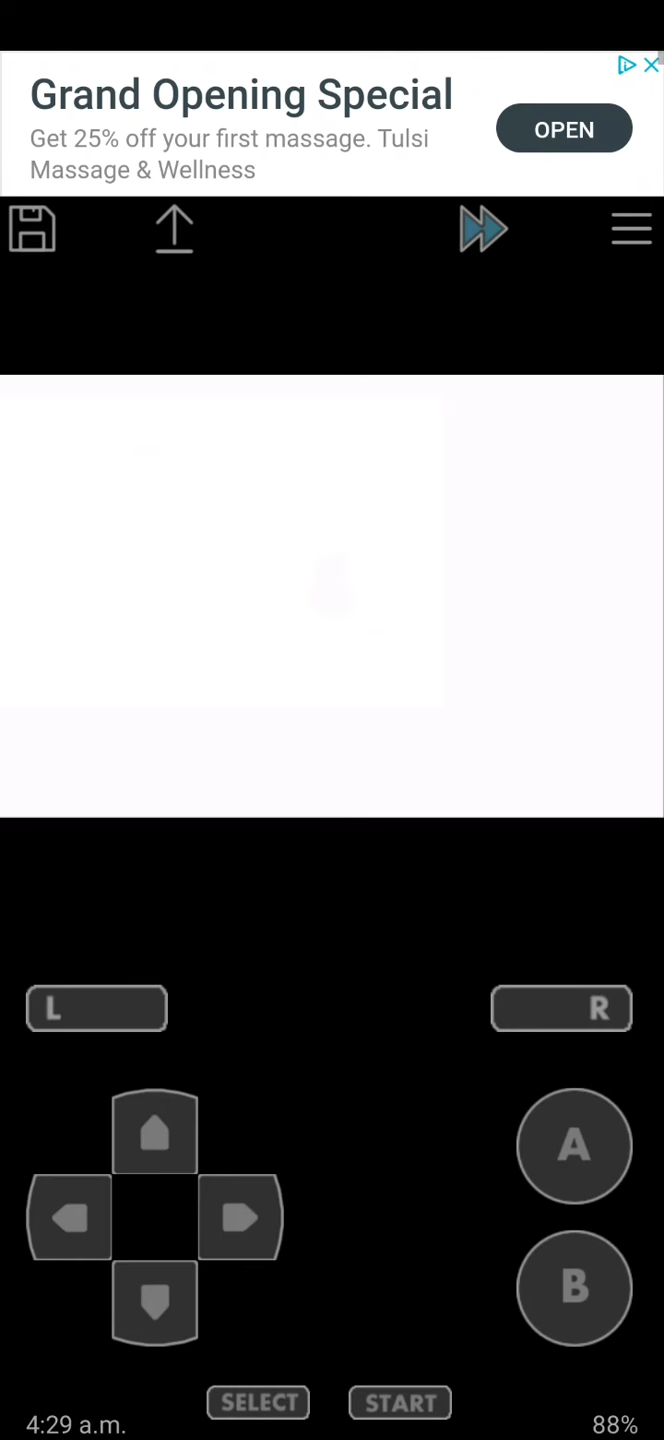 Grand Opening Special
Get 25% off your first massage. Tulsi
Massage & Wellness
OPEN
L
R
A
B
SELECT
START
4:29 a.m.
88%